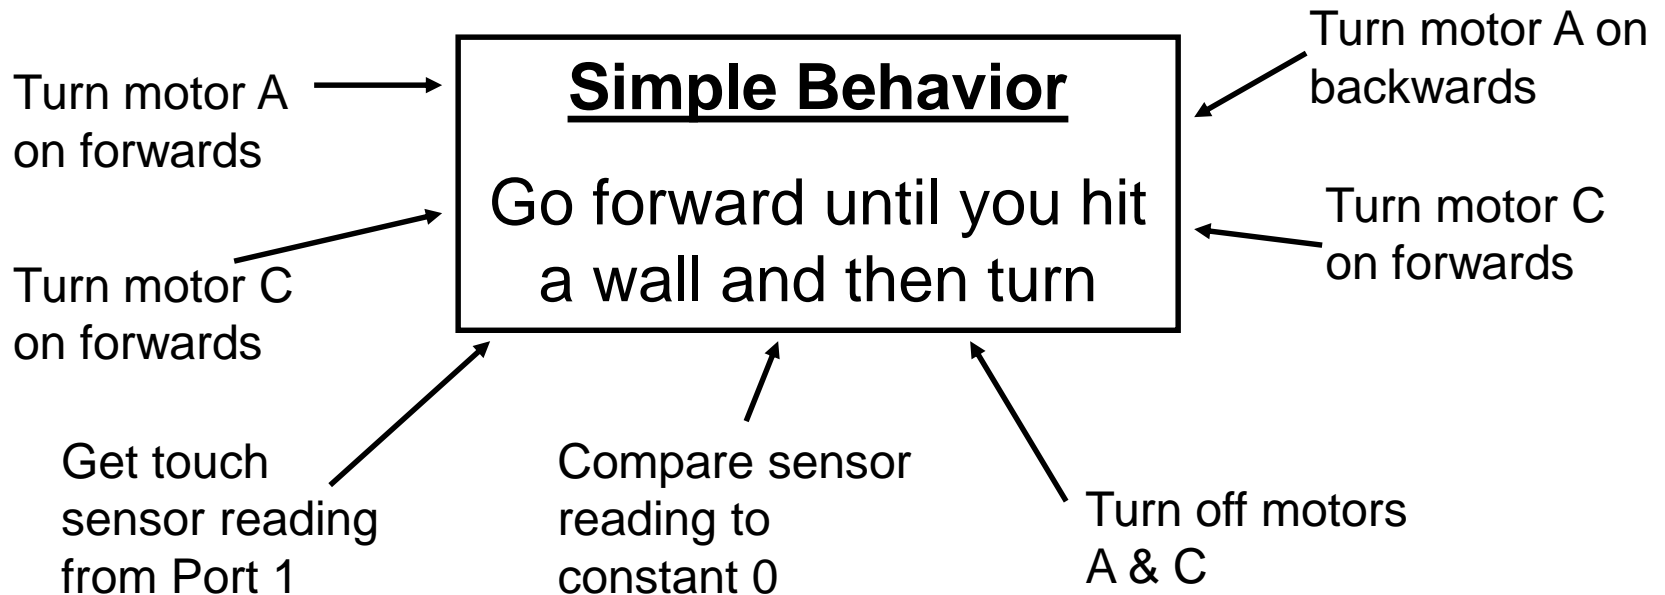 Simple Behavior
Go forward until you hit
a wall and then turn
Turn motor A
on forwards
Turn motor C
on forwards
Get touch
sensor reading
from Port 1
Compare sensor
reading to
constant 0
Turn off motors
A & C
Turn motor A on
backwards
Turn motor C
on forwards